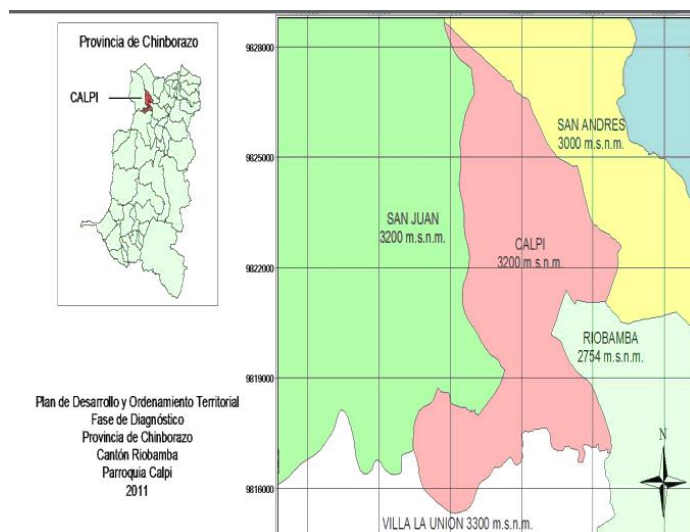 Provincia de Chinborazo
CALPI
Plan de Desarrollo y Ordenamiento Territorial
Fase de Diagnóstico
Provincia de Chinborazo
Cantón Riobamba
Parroquia Calpi
2011
9828000
9825000
9822000
9819000
9816000
SAN ANDRES
3000 m.s.n.m.
SAN JUAN
3200 m.s.n.m.
CALPI
3200 m.s.n.m.
RIOBAMBA
2754 m.s.n.m.
N
VILLA LA UNION 3300 m.s.n.m.